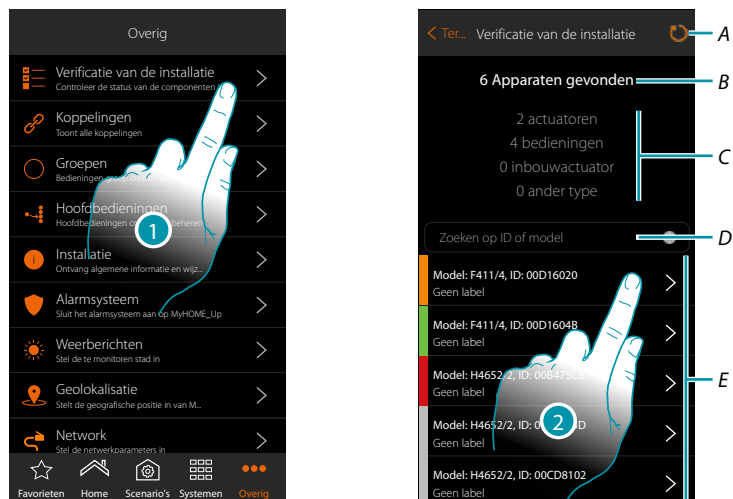 Overig
Verificatie van de installatie
Controleer de status van de componenten
Koppelingen
Toont alle koppelingen
Groepen
Bedieningen
Hoofdbedieningen
Hoofdbedieningen beheren
Installatie
Ontvang algemene informatie en wijz...
Alarmsysteem
Sluit het alarmsysteem aan op MyHOME_Up
Weerberichten
Stel de te monitoren stad in
Geolokalisatie
Stelt de geografische positie in van M...
Network
Stel de netwerkparameters in
Favorieten Home Scenario's Systemen Overig
1
< Ter... Verificatie van de installatie
A
6 Apparaten gevonden
B
2 actuatoren
4 bedieningen
0 inbouwactuator
0 ander type
C
Zoeken op ID of model
D
Model: F411/4, ID: 00D16020
Geen label
Model: F411/4, ID: 00D1604B
Geen label
Model: H4652/2, ID: 00B475CE
Geen label
E
Model: H4652/2, ID: 0 D
Geen label
2
Model: H4652/2, ID: 00CD8102
Geen label